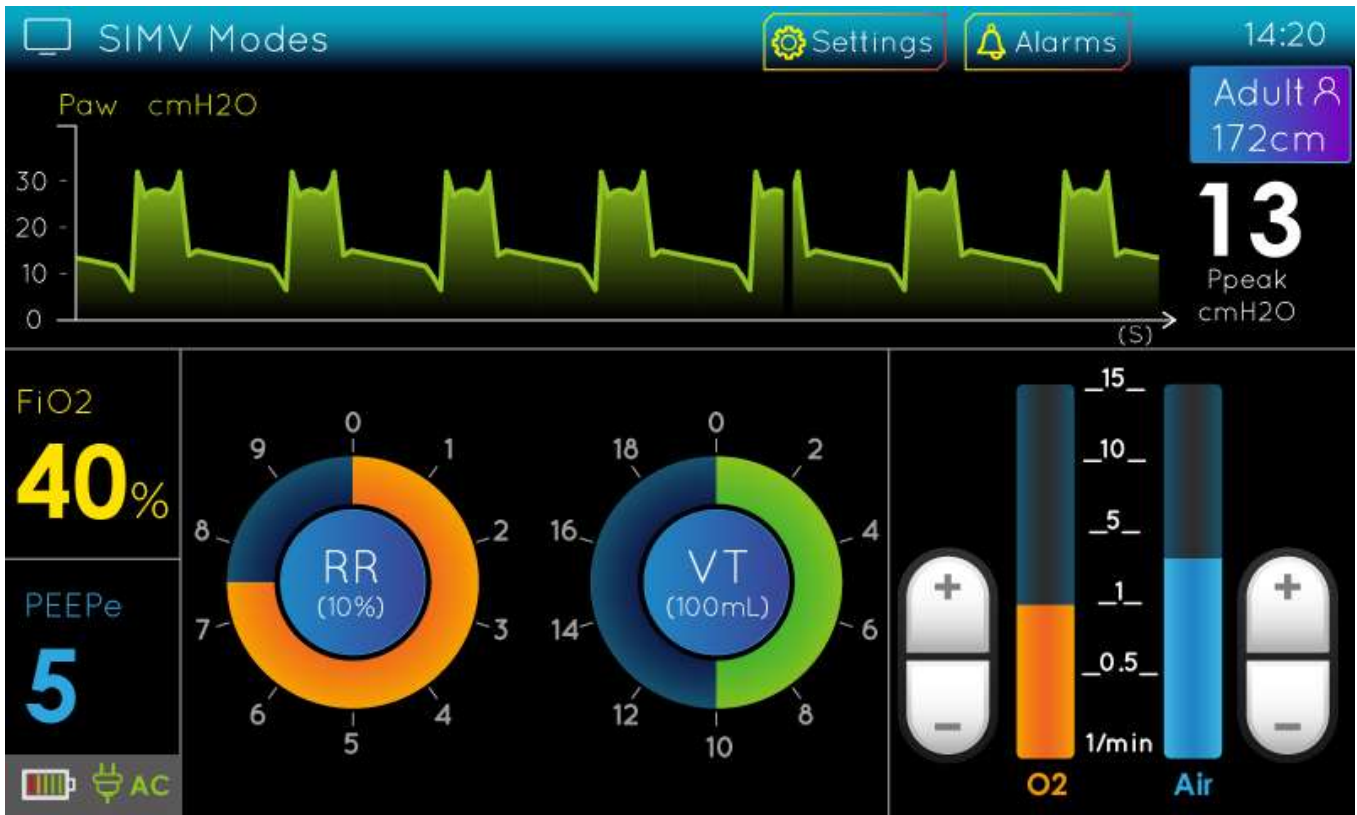 SIMV Modes
Settings
Alarms
14:20
Paw cmH2O
Adult
172cm
30
20
10
0
(S)
13
Ppeak
cmH2O
FiO2
40%
PEEPe
5
AC
0
1
2
3
4
5
6
7
8
9
RR
(10%)
0
2
4
6
8
10
12
14
16
18
VT
(100mL)
+
−
15
10
5
1
0.5
1/min
O2
Air
+
−